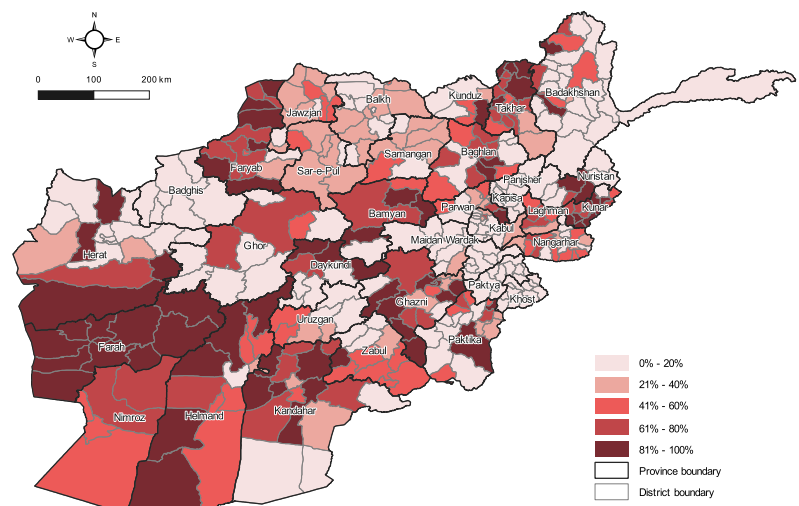 N
W E
S
0 100 200 km
Badakhshan
Kunduz
Takhar
Balkh
Jawzjan
Baghlan
Samangan
Faryab
Sar-e-Pul
Panjsher
Nuristan
Badghis
Kapisa
Parwan
Laghman
Kunar
Bamyan
Kabul
Maidan Wardak
Nangarhar
Ghor
Herat
Daykundi
Paktya
Ghazni
Khost
Uruzgan
Paktika
Farah
Zabul
Nimroz
Helmand
Kandahar
0% - 20%
21% - 40%
41% - 60%
61% - 80%
81% - 100%
Province boundary
District boundary